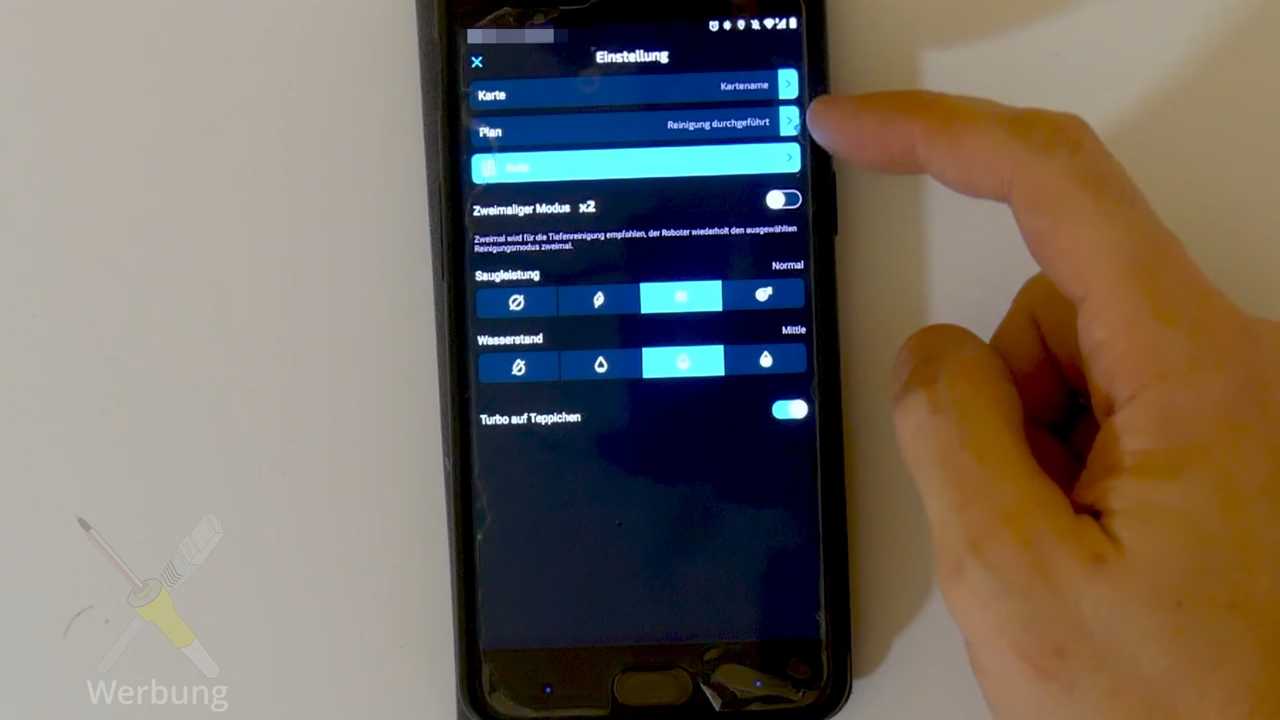 Einstellung
Karte Kartename
Plan Reinigung durchgeführt
Zweimaliger Modus x2
Zweimal wird für die Tiefenreinigung empfohlen, der Roboter wiederholt den ausgewählten
Reinigungsmodus zweimal.
Saugleistung Normal
Wasserstand Mittle
Turbo auf Teppichen
Werbung